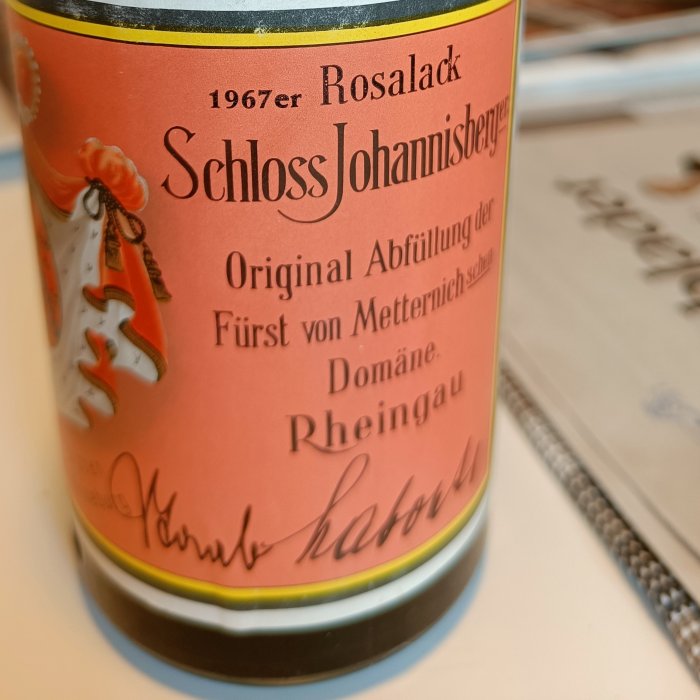 1967er Rosalack
Schloss Johannisberger
Original Abfüllung der
Fürst von Metternich'schen
Domäne.
Rheingau